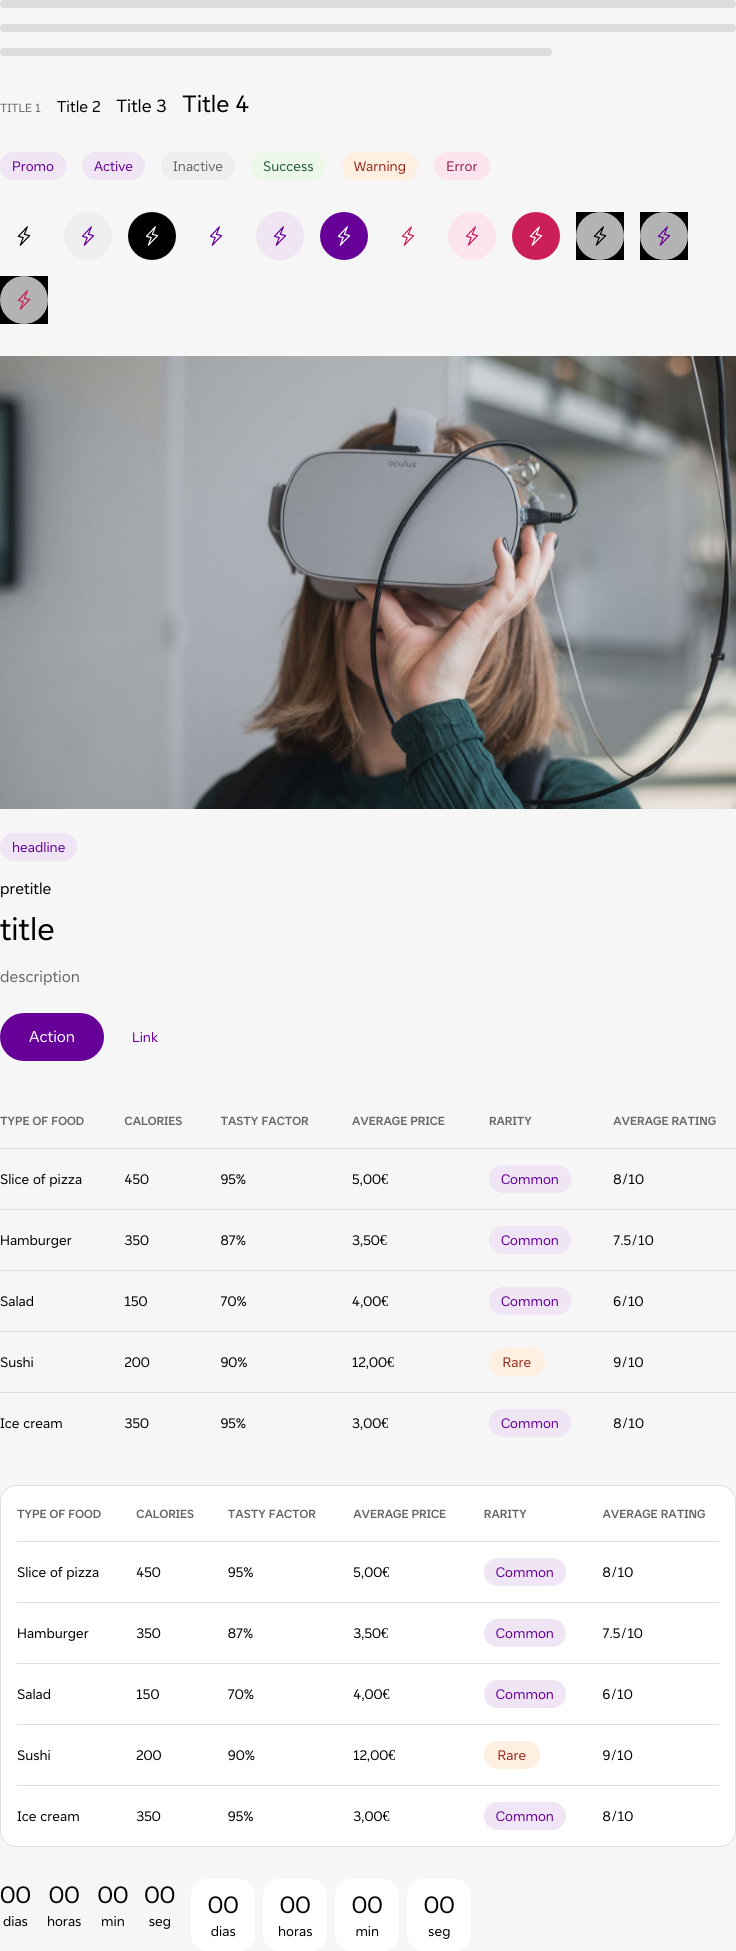 TITLE 1 Title 2 Title 3 Title 4
Promo Active Inactive Success Warning Error
oculus
headline
pretitle
title
description
Action Link
TYPE OF FOOD CALORIES TASTY FACTOR AVERAGE PRICE RARITY AVERAGE RATING
Slice of pizza 450 95% 5,00€ Common 8/10
Hamburger 350 87% 3,50€ Common 7.5/10
Salad 150 70% 4,00€ Common 6/10
Sushi 200 90% 12,00€ Rare 9/10
Ice cream 350 95% 3,00€ Common 8/10
TYPE OF FOOD CALORIES TASTY FACTOR AVERAGE PRICE RARITY AVERAGE RATING
Slice of pizza 450 95% 5,00€ Common 8/10
Hamburger 350 87% 3,50€ Common 7.5/10
Salad 150 70% 4,00€ Common 6/10
Sushi 200 90% 12,00€ Rare 9/10
Ice cream 350 95% 3,00€ Common 8/10
00 00 00 00 00 00 00 00
dias horas min seg dias horas min seg